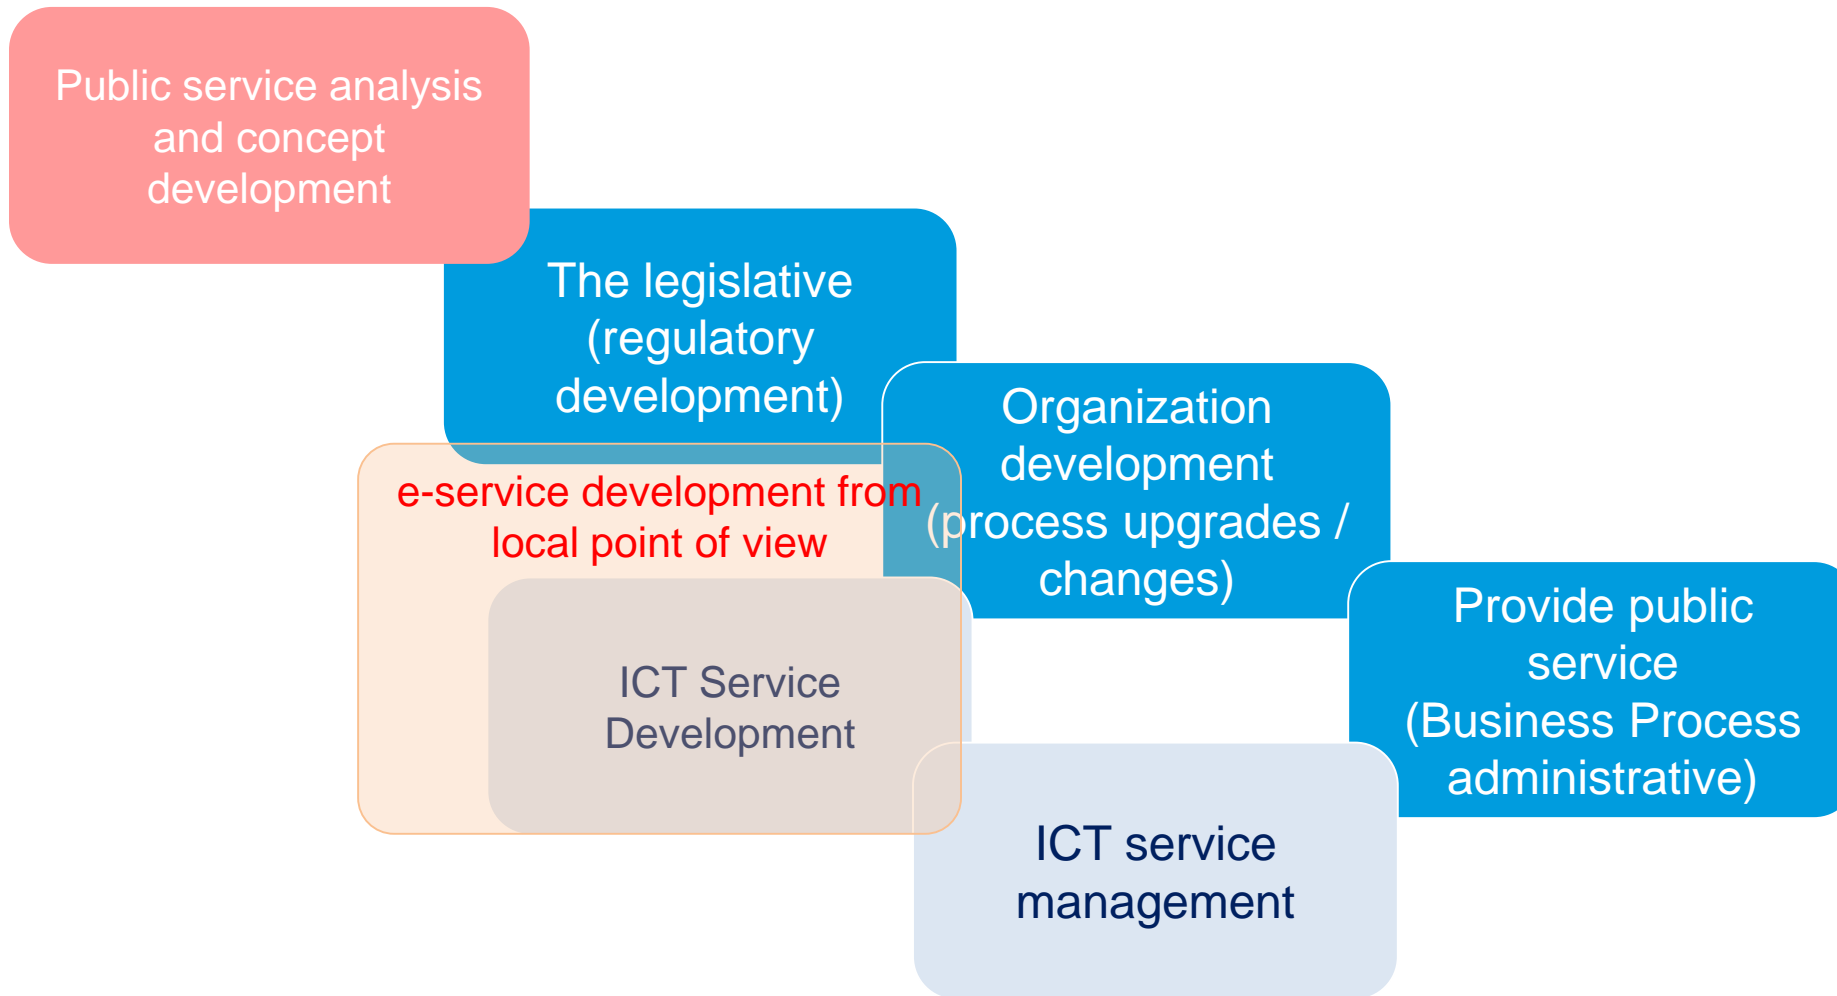 Public service analysis
and concept
development
The legislative
(regulatory
development)
Organization
development
(process upgrades /
changes)
e-service development from
local point of view
Provide public
service
(Business Process
administrative)
ICT Service
Development
ICT service
management